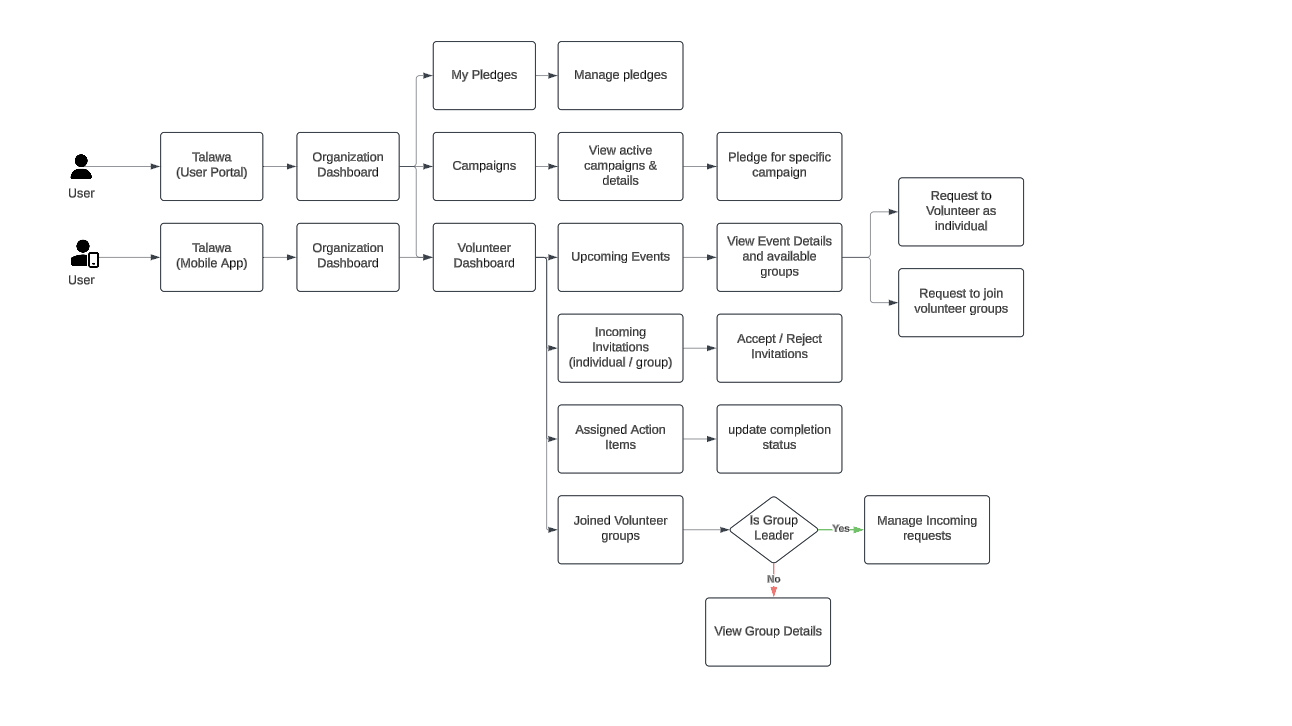 My Pledges
Manage pledges
User
Talawa
(User Portal)
Organization
Dashboard
Campaigns
View active
campaigns &
details
Pledge for specific
campaign
User
Talawa
(Mobile App)
Organization
Dashboard
Volunteer
Dashboard
Upcoming Events
View Event Details
and available
groups
Request to
Volunteer as
individual
Request to join
volunteer groups
Incoming
Invitations
(individual / group)
Accept / Reject
Invitations
Assigned Action
Items
update completion
status
Joined Volunteer
groups
Is Group
Leader
Yes
Manage Incoming
requests
No
View Group Details